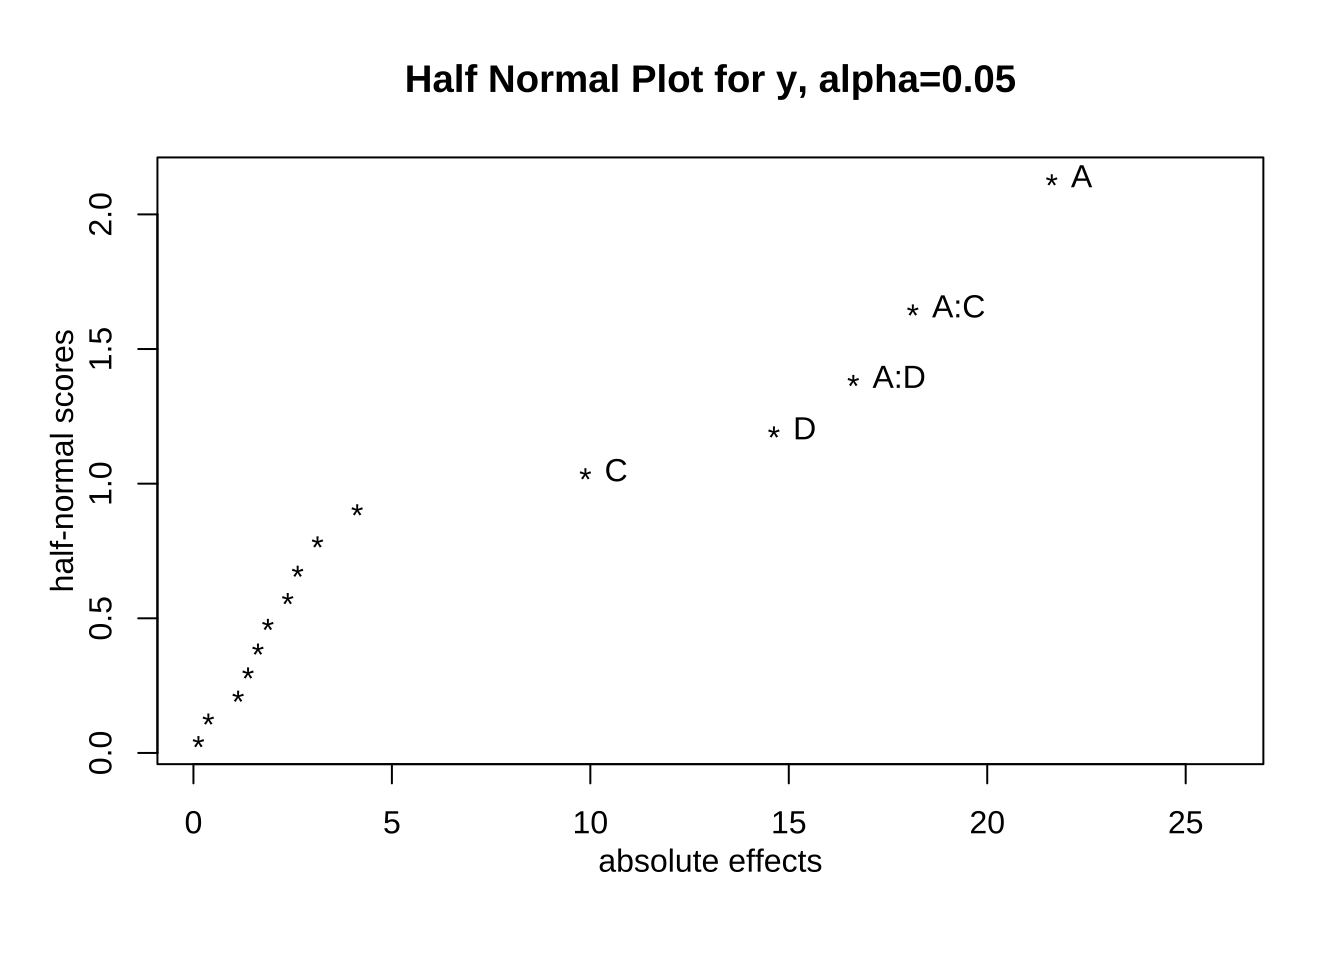 Half Normal Plot for y, alpha=0.05
half-normal scores
2.0
1.5
1.0
0.5
0.0
* A
* A:C
* A:D
* D
* C
*
*
*
*
*
*
*
*
*
*
0 5 10 15 20 25
absolute effects